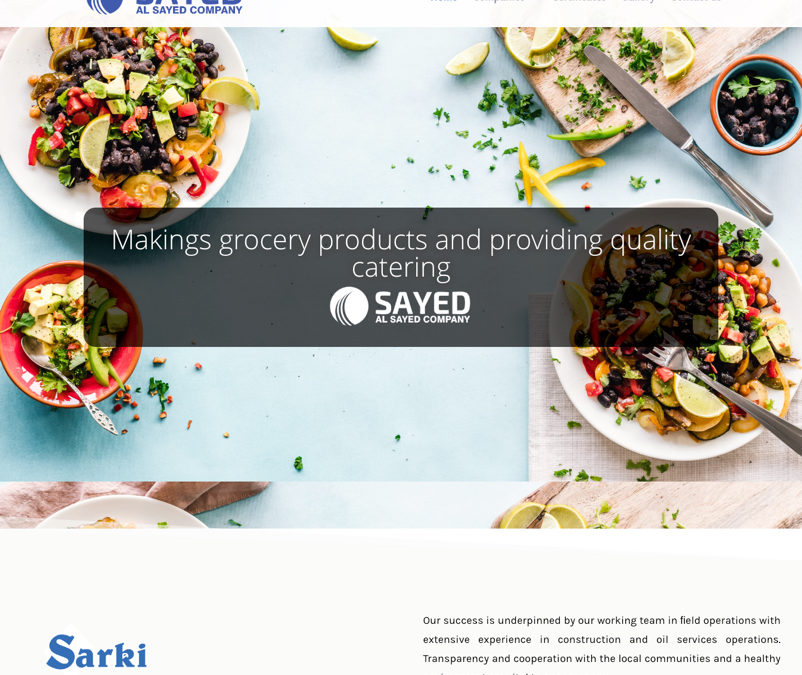 SAYED
AL SAYED COMPANY
Makings grocery products and providing quality
catering
SAYED
AL SAYED COMPANY
Our success is underpinned by our working team in field operations with
extensive experience in construction and oil services operations.
Sarki
Transparency and cooperation with the local communities and a healthy